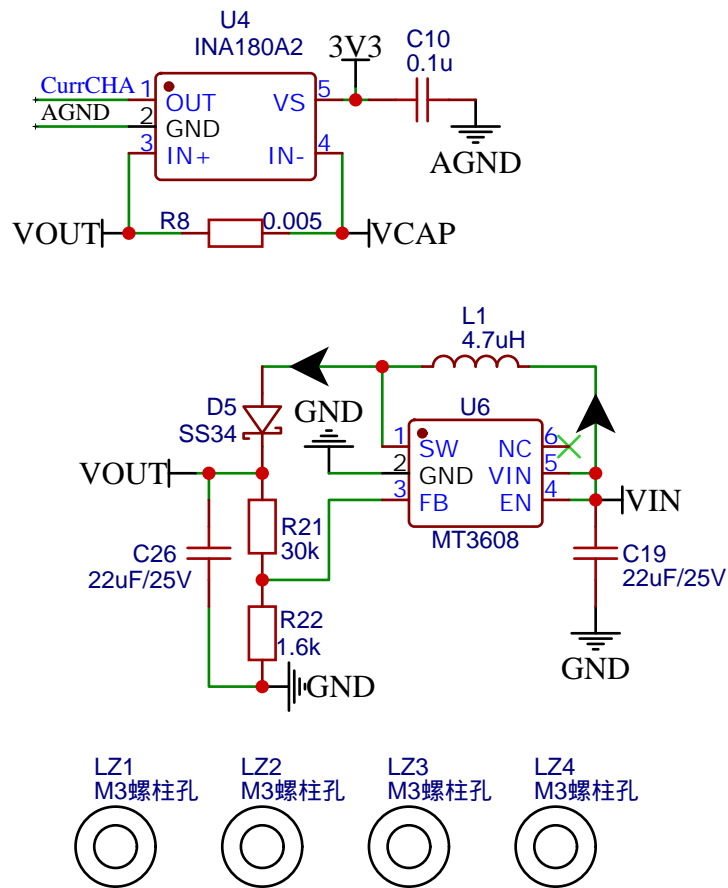 U4
INA180A2
3V3
C10
0.1u
CurrCHA
1
OUT
VS
5
AGND
2
GND
3
IN+
IN-
4
AGND
VOUT
R8
0.005
VCAP
L1
4.7uH
D5
SS34
GND
U6
1
SW
NC
6
2
GND
VIN
5
3
FB
EN
4
MT3608
VOUT
VIN
R21
30k
C26
22uF/25V
C19
22uF/25V
R22
1.6k
GND
GND
LZ1
M3螺柱孔
LZ2
M3螺柱孔
LZ3
M3螺柱孔
LZ4
M3螺柱孔